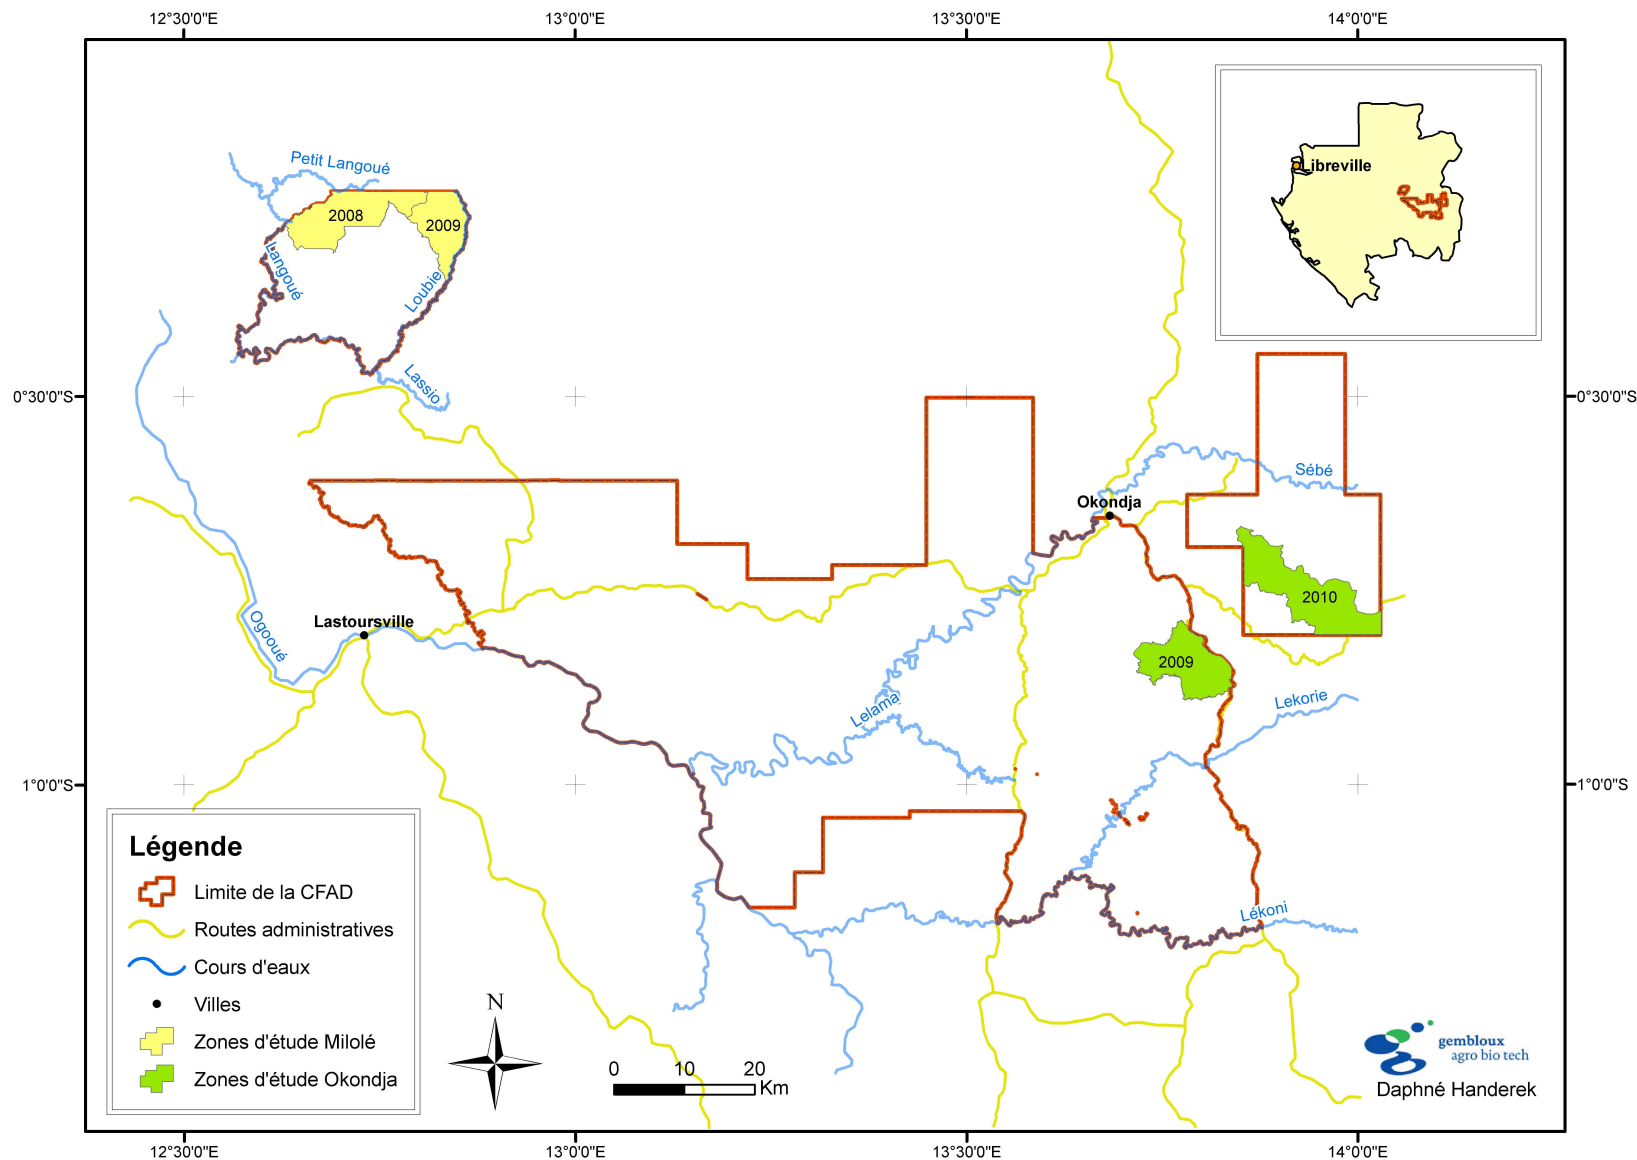 12°30'0"E
13°0'0"E
13°30'0"E
14°0'0"E
Petit Langoué
2008
2009
Langoué
Loubie
Lassio
Libreville
0°30'0"S
0°30'0"S
Sébé
Okondja
2010
Lastoursville
Ogooué
2009
Lelama
Lekorie
1°0'0"S
1°0'0"S
Lékoni
Légende
Limite de la CFAD
Routes administratives
Cours d'eaux
Villes
Zones d'étude Milolé
Zones d'étude Okondja
N
0 10 20
Km
gembloux
agro bio tech
Daphné Handerek
12°30'0"E
13°0'0"E
13°30'0"E
14°0'0"E